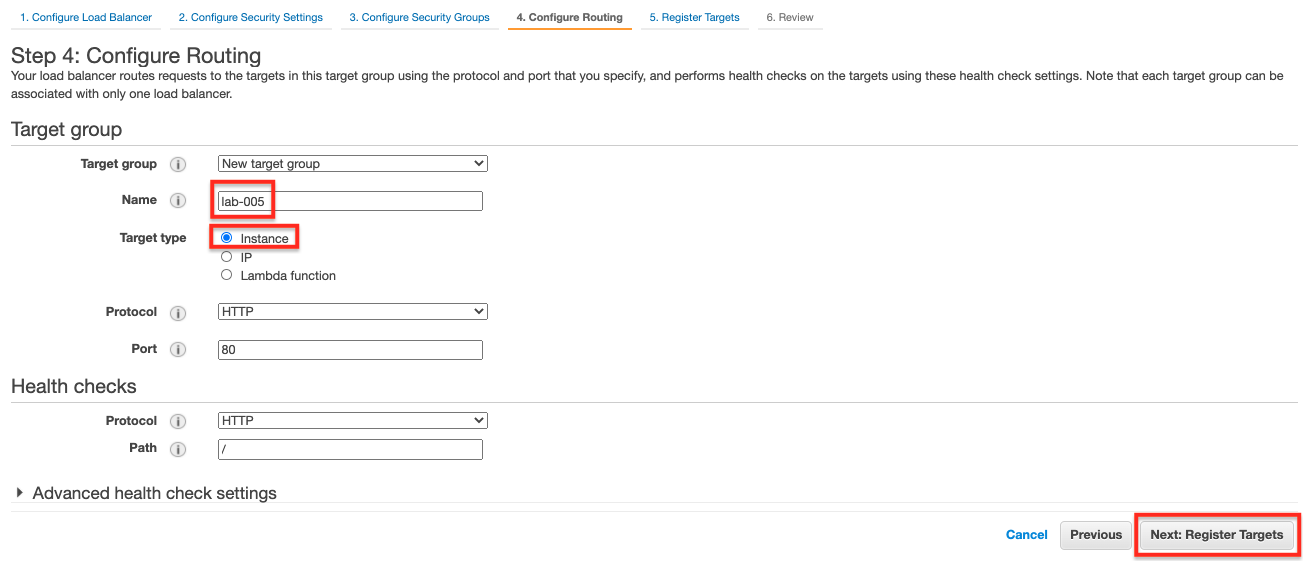 1. Configure Load Balancer 2. Configure Security Settings 3. Configure Security Groups 4. Configure Routing 5. Register Targets 6. Review
Step 4: Configure Routing
Your load balancer routes requests to the targets in this target group using the protocol and port that you specify, and performs health checks on the targets using these health check settings. Note that each target group can be
associated with only one load balancer.
Target group
Target group i New target group
Name i lab-005
Target type Instance
IP
Lambda function
Protocol i HTTP
Port i 80
Health checks
Protocol i HTTP
Path i /
Advanced health check settings
Cancel Previous Next: Register Targets